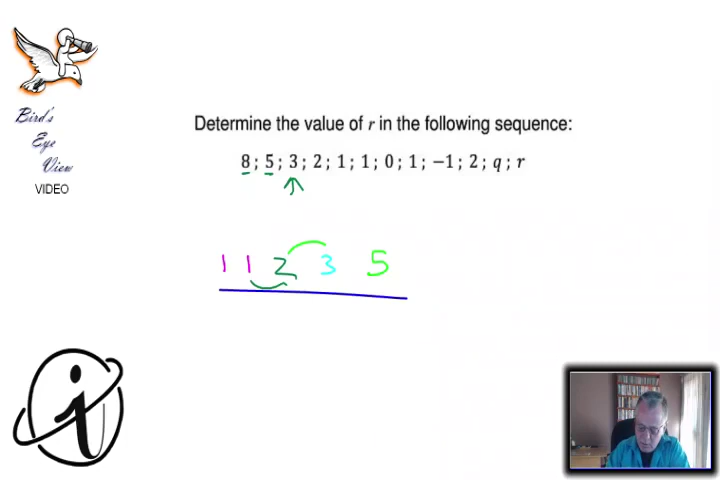 Bird's
Eye
View
VIDEO
Determine the value of r in the following sequence:
8 ; 5 ; 3 ; 2 ; 1 ; 1 ; 0 ; 1 ; −1 ; 2 ; q ; r
1 1 2 3 5
i